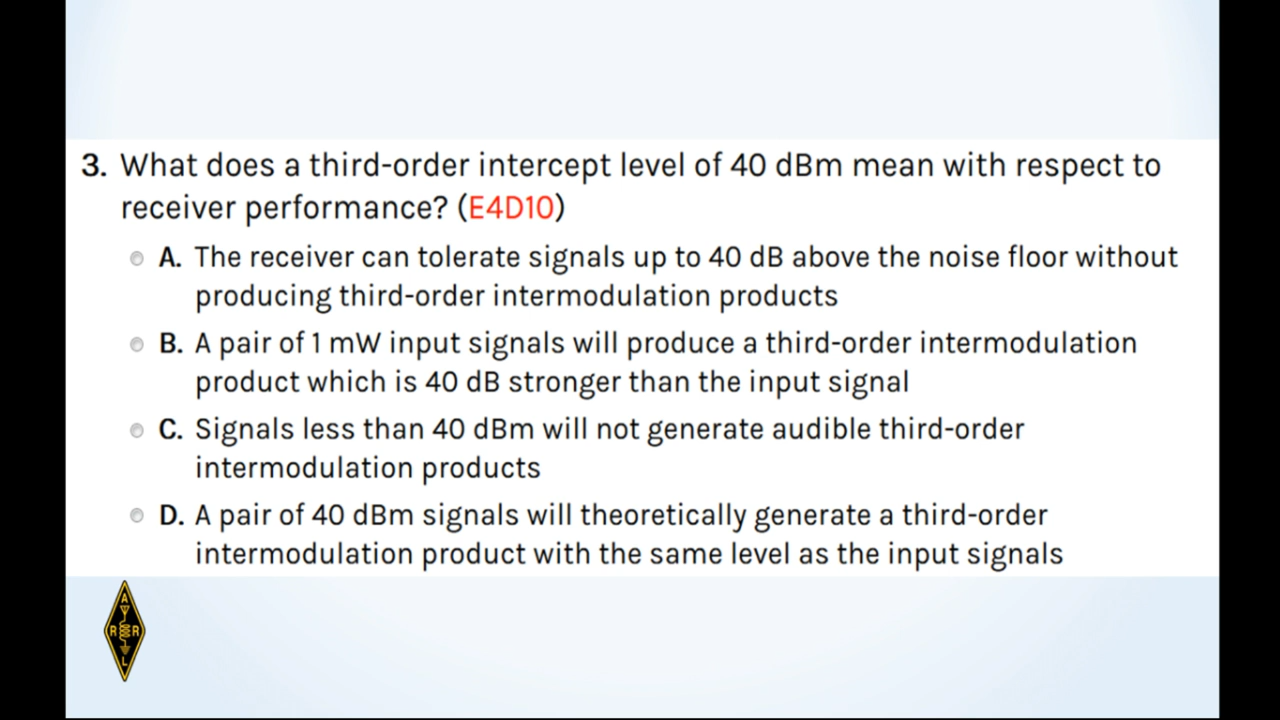 3. What does a third-order intercept level of 40 dBm mean with respect to
receiver performance? (E4D10)
A. The receiver can tolerate signals up to 40 dB above the noise floor without
producing third-order intermodulation products
B. A pair of 1 mW input signals will produce a third-order intermodulation
product which is 40 dB stronger than the input signal
C. Signals less than 40 dBm will not generate audible third-order
intermodulation products
D. A pair of 40 dBm signals will theoretically generate a third-order
intermodulation product with the same level as the input signals
A
R R
L